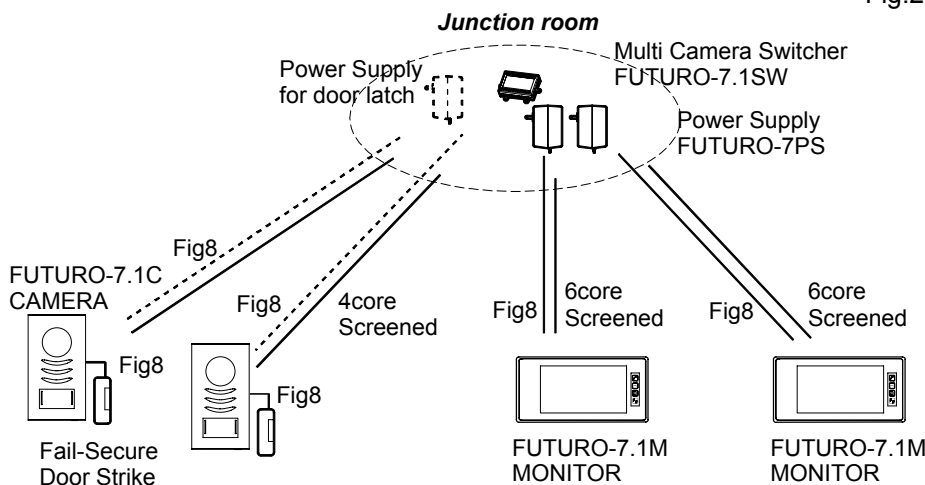 Fig.2
Junction room
Power Supply
for door latch
Multi Camera Switcher
FUTURO-7.1SW
Power Supply
FUTURO-7PS
Fig8
FUTURO-7.1C
CAMERA
Fig8
4core
Screened
Fig8
6core
Screened
Fig8
6core
Screened
Fig8
Fig8
Fail-Secure
Door Strike
FUTURO-7.1M
MONITOR
FUTURO-7.1M
MONITOR